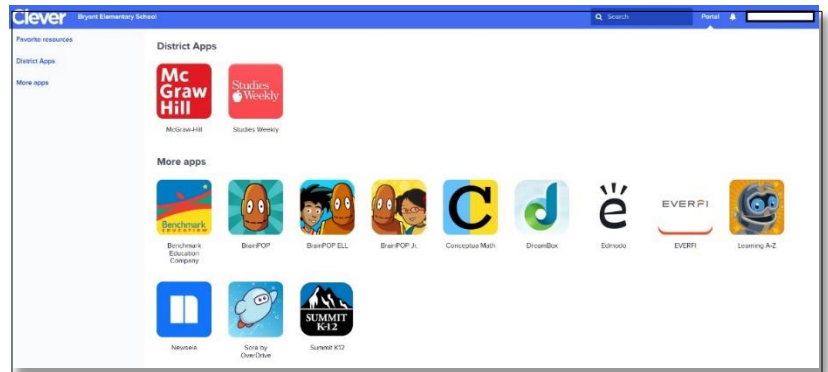 Clever Bryant Elementary School Search Portal
Favorite resources
District Apps
More apps
District Apps
Mc
Graw
Hill
Studies
Weekly
McGraw-Hill Studies Weekly
More apps
Benchmark
EDUCATION
C
ë
EVERFI
Benchmark
Education
Company
BrainPOP
BrainPOP ELL
BrainPOP Jr.
Conceptua Math
DreamBox
Edmodo
EVERFI
Learning A-Z
SUMMIT
K-12
Newsela
Sora by
OverDrive
Summit K12